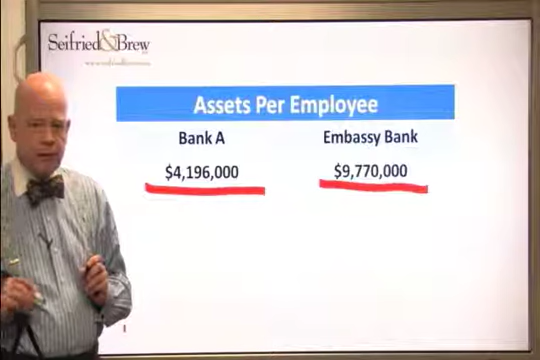 Seifried&Brew
Assets Per Employee
Bank A
Embassy Bank
$4,196,000
$9,770,000